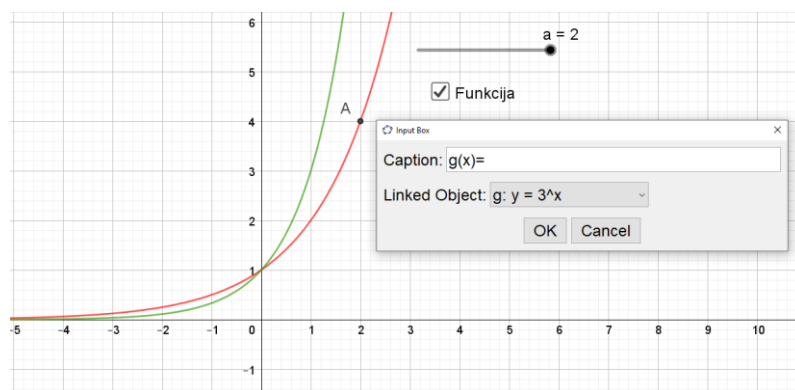 6
a = 2
5
Funkcija
A
4
Input Box
Caption: g(x)=
3
Linked Object: g: y = 3^x
2
OK Cancel
1
−5 −4 −3 −2 −1 0 1 2 3 4 5 6 7 8 9 10
−1